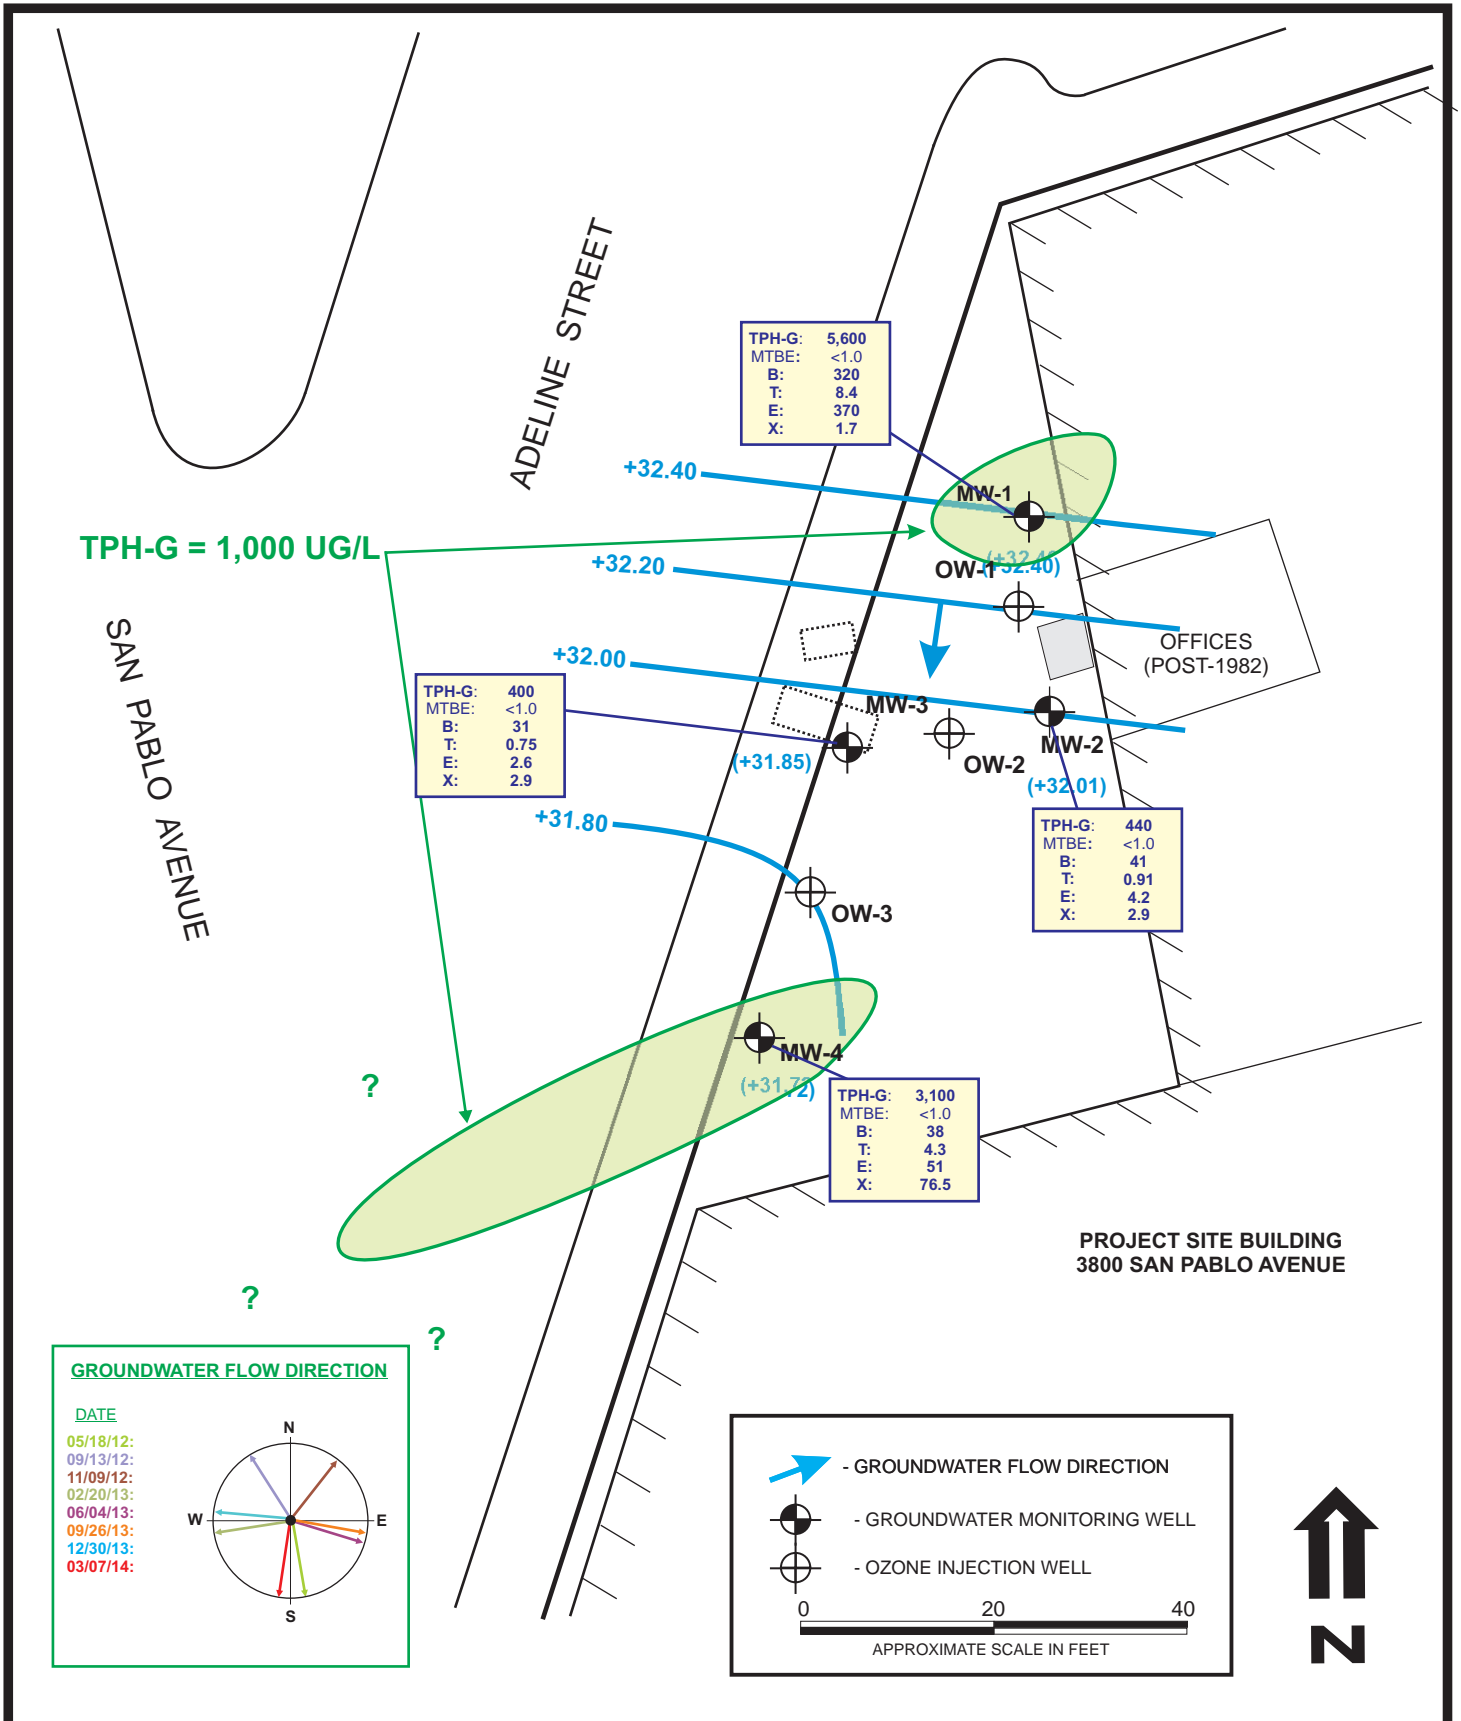 ADELINE STREET
SAN PABLO AVENUE
TPH-G: 5,600
MTBE: <1.0
B: 320
T: 8.4
E: 370
X: 1.7
+32.40
MW-1
(+32.40)
TPH-G = 1,000 UG/L
+32.20
OW-1
OFFICES
(POST-1982)
+32.00
TPH-G: 400
MTBE: <1.0
B: 31
T: 0.75
E: 2.6
X: 2.9
MW-3
(+31.85)
OW-2
MW-2
(+32.01)
TPH-G: 440
MTBE: <1.0
B: 41
T: 0.91
E: 4.2
X: 2.9
+31.80
OW-3
MW-4
(+31.72)
TPH-G: 3,100
MTBE: <1.0
B: 38
T: 4.3
E: 51
X: 76.5
?
?
?
PROJECT SITE BUILDING
3800 SAN PABLO AVENUE
GROUNDWATER FLOW DIRECTION
DATE
05/18/12:
09/13/12:
11/09/12:
02/20/13:
06/04/13:
09/26/13:
12/30/13:
03/07/14:
N
W
E
S
- GROUNDWATER FLOW DIRECTION
- GROUNDWATER MONITORING WELL
- OZONE INJECTION WELL
0 20 40
APPROXIMATE SCALE IN FEET
N